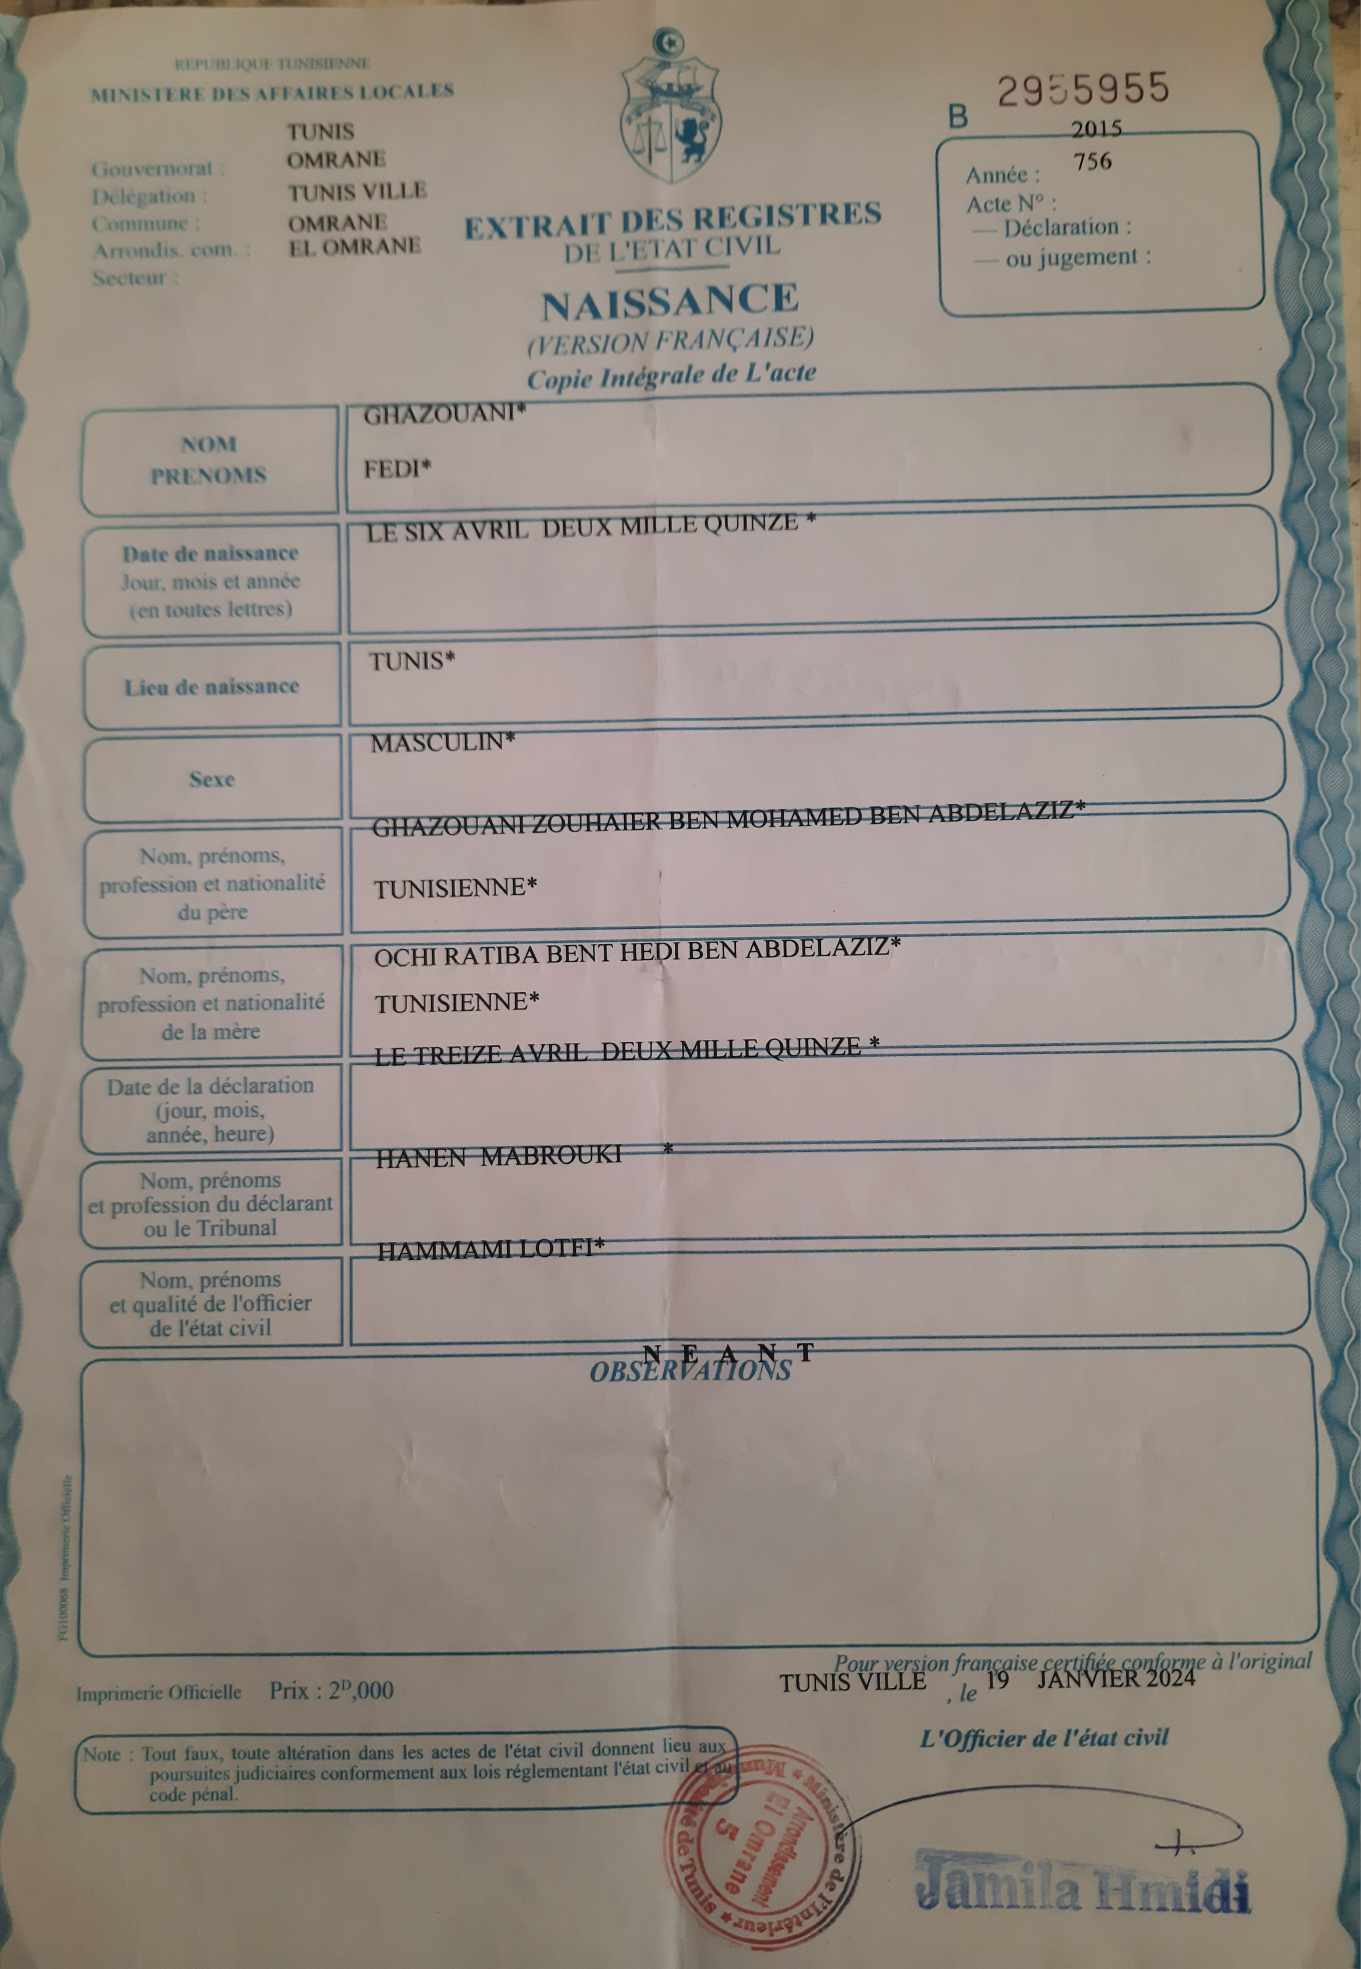 REPUBLIQUE TUNISIENNE
MINISTERE DES AFFAIRES LOCALES
TUNIS
Gouvernorat : OMRANE
Délégation : TUNIS VILLE
Commune : OMRANE
Arrondis. com. : EL OMRANE
Secteur :
B 2955955
2015
Année : 756
Acte N° :
— Déclaration :
— ou jugement :
EXTRAIT DES REGISTRES
DE L'ETAT CIVIL
NAISSANCE
(VERSION FRANÇAISE)
Copie Intégrale de L'acte
NOM
PRENOMS
GHAZOUANI*
FEDI*
Date de naissance
Jour, mois et année
(en toutes lettres)
LE SIX AVRIL DEUX MILLE QUINZE *
Lieu de naissance
TUNIS*
Sexe
MASCULIN*
Nom, prénoms,
profession et nationalité
du père
GHAZOUANI ZOUHAIER BEN MOHAMED BEN ABDELAZIZ*
TUNISIENNE*
Nom, prénoms,
profession et nationalité
de la mère
OCHI RATIBA BENT HEDI BEN ABDELAZIZ*
TUNISIENNE*
Date de la déclaration
(jour, mois,
année, heure)
LE TREIZE AVRIL DEUX MILLE QUINZE *
Nom, prénoms
et profession du déclarant
ou le Tribunal
HANEN MABROUKI *
Nom, prénoms
et qualité de l'officier
de l'état civil
HAMMAMI LOTFI*
N E A N T
OBSERVATIONS
FG100068 Imprimerie Officielle
Pour version française certifiée conforme à l'original
TUNIS VILLE , le 19 JANVIER 2024
Imprimerie Officielle Prix : 2ᴰ,000
L'Officier de l'état civil
Note : Tout faux, toute altération dans les actes de l'état civil donnent lieu aux
poursuites judiciaires conformement aux lois réglementant l'état civil et au
code pénal.
Ministère de l'Intérieur
de Tunis
Arrondissement
El Omrane
5
Jamila Hmidi